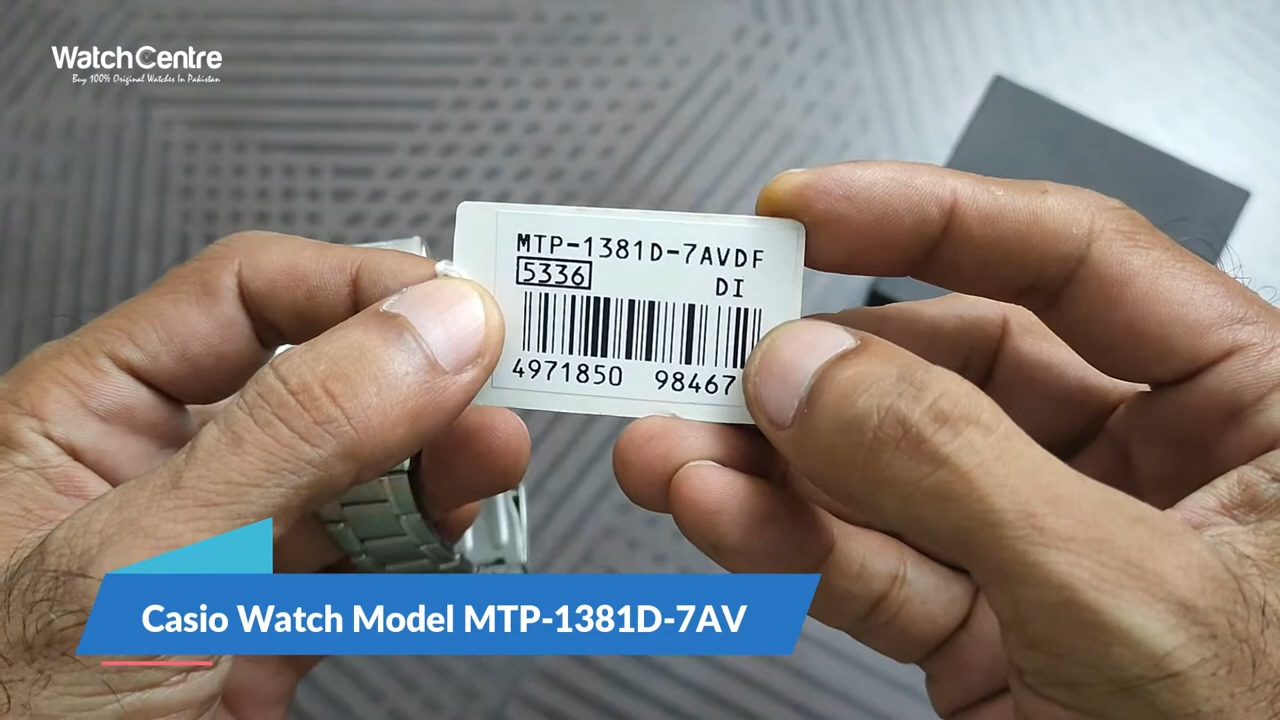 WatchCentre
Buy 100% Original Watches In Pakistan
MTP-1381D-7AVDF
5336
DI
4971850 98467
Casio Watch Model MTP-1381D-7AV